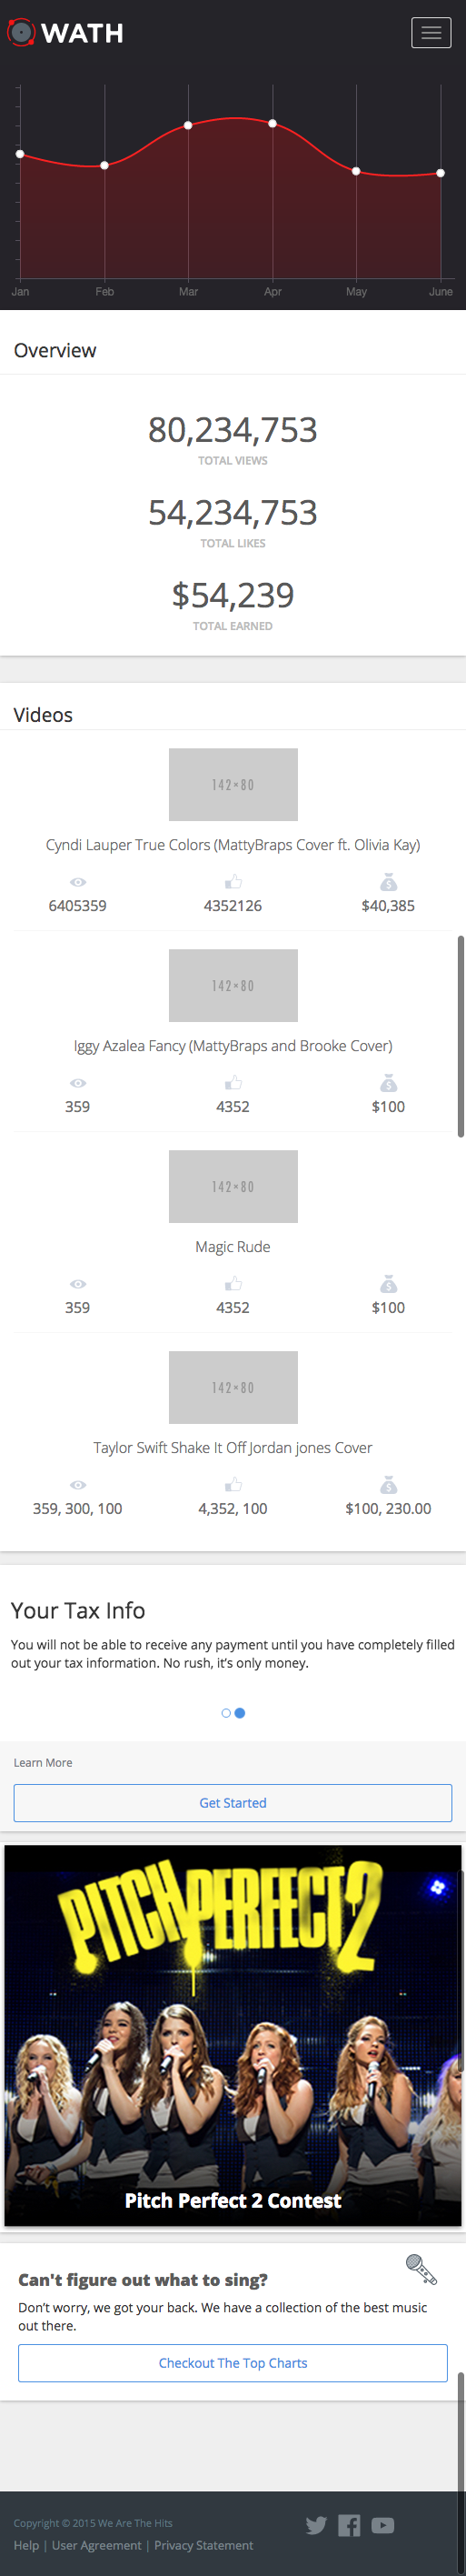 WATH
Jan Feb Mar Apr May June
Overview
80,234,753
TOTAL VIEWS
54,234,753
TOTAL LIKES
$54,239
TOTAL EARNED
Videos
142×80
Cyndi Lauper True Colors (MattyBraps Cover ft. Olivia Kay)
6405359 4352126 $40,385
142×80
Iggy Azalea Fancy (MattyBraps and Brooke Cover)
359 4352 $100
142×80
Magic Rude
359 4352 $100
142×80
Taylor Swift Shake It Off Jordan jones Cover
359, 300, 100 4,352, 100 $100, 230.00
Your Tax Info
You will not be able to receive any payment until you have completely filled
out your tax information. No rush, it's only money.
Learn More
Get Started
PITCH PERFECT 2
Pitch Perfect 2 Contest
Can't figure out what to sing?
Don't worry, we got your back. We have a collection of the best music
out there.
Checkout The Top Charts
Copyright © 2015 We Are The Hits
Help | User Agreement | Privacy Statement